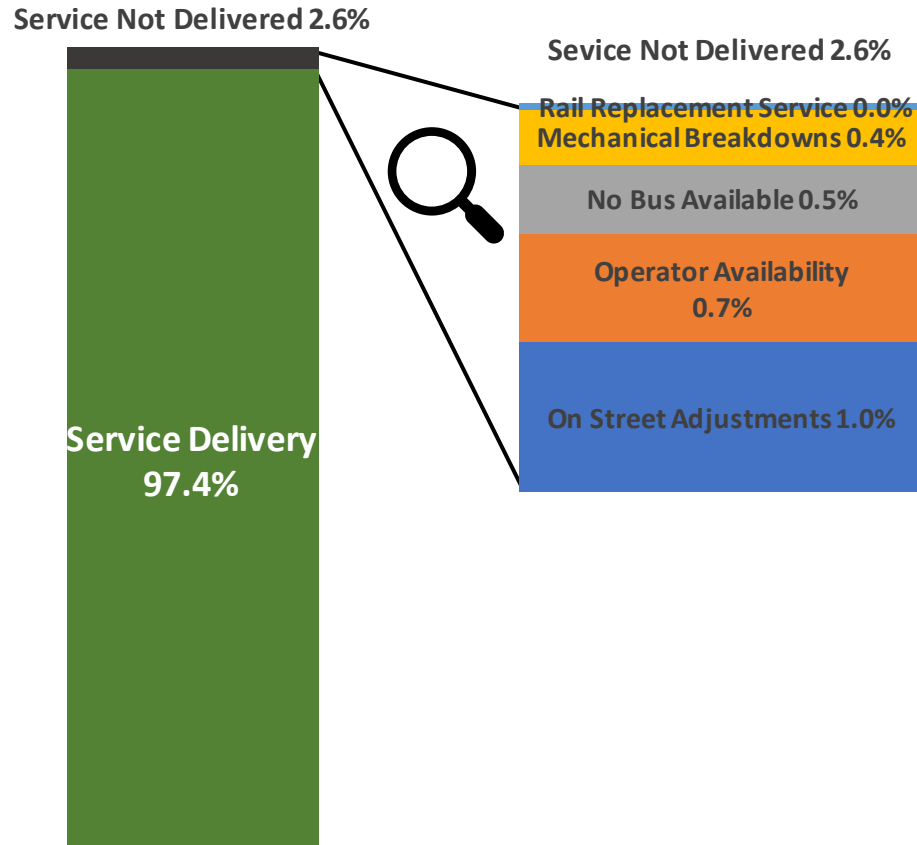 Service Not Delivered 2.6%
Service Delivery
97.4%
Sevice Not Delivered 2.6%
Rail Replacement Service 0.0%
Mechanical Breakdowns 0.4%
No Bus Available 0.5%
Operator Availability
0.7%
On Street Adjustments 1.0%